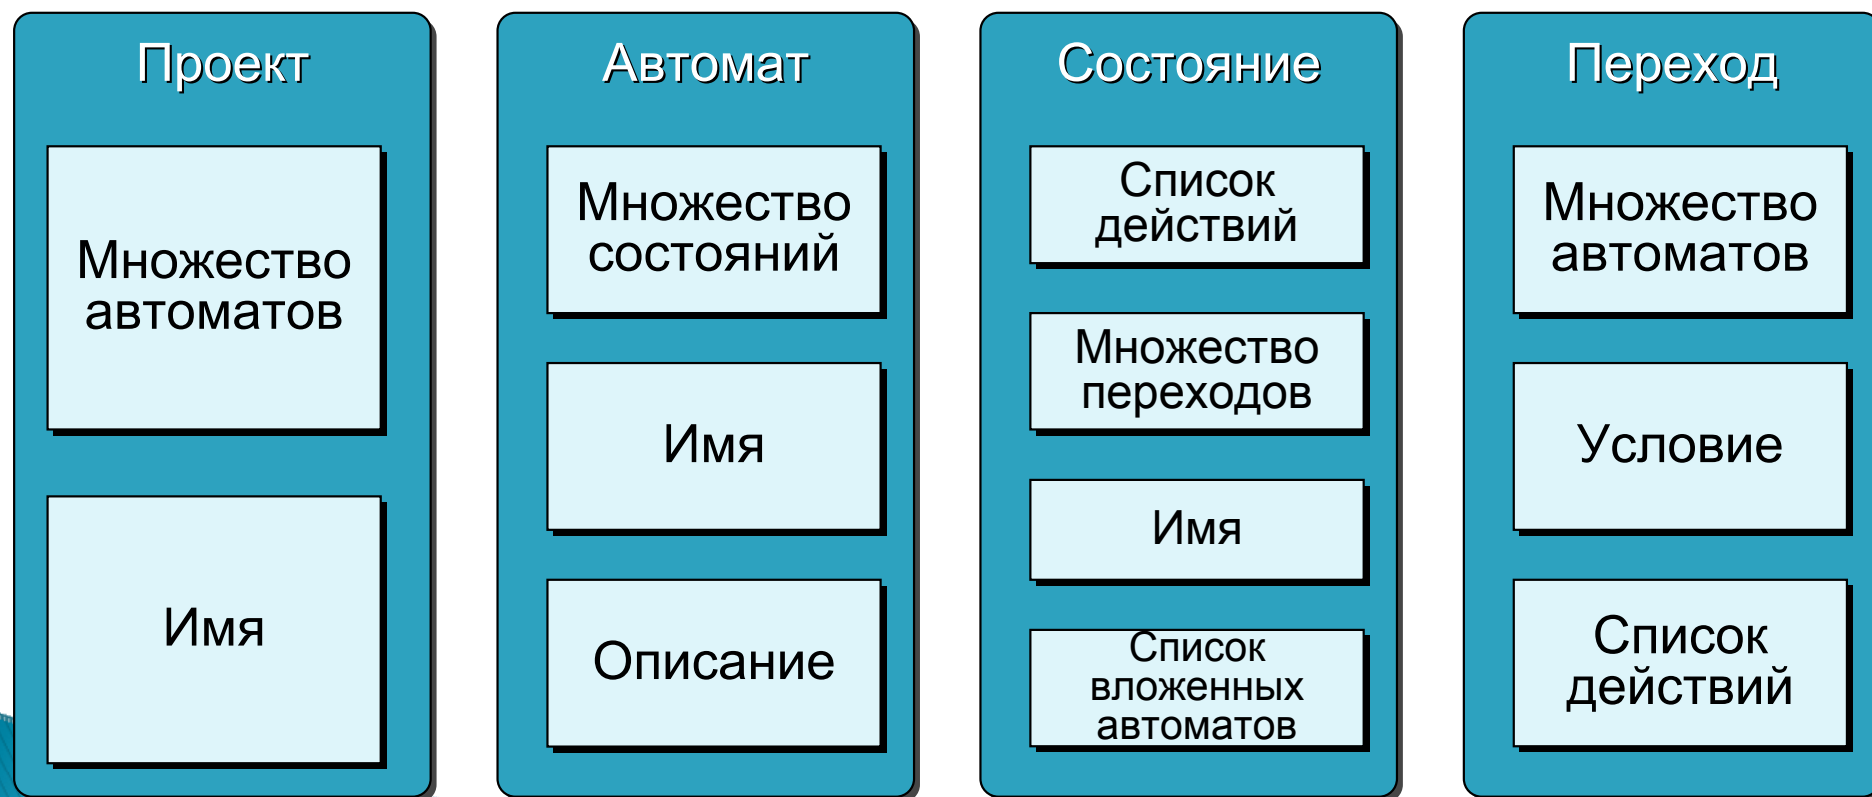 Проект
Множество
автоматов
Имя
Автомат
Множество
состояний
Имя
Описание
Состояние
Список
действий
Множество
переходов
Имя
Список
вложенных
автоматов
Переход
Множество
автоматов
Условие
Список
действий